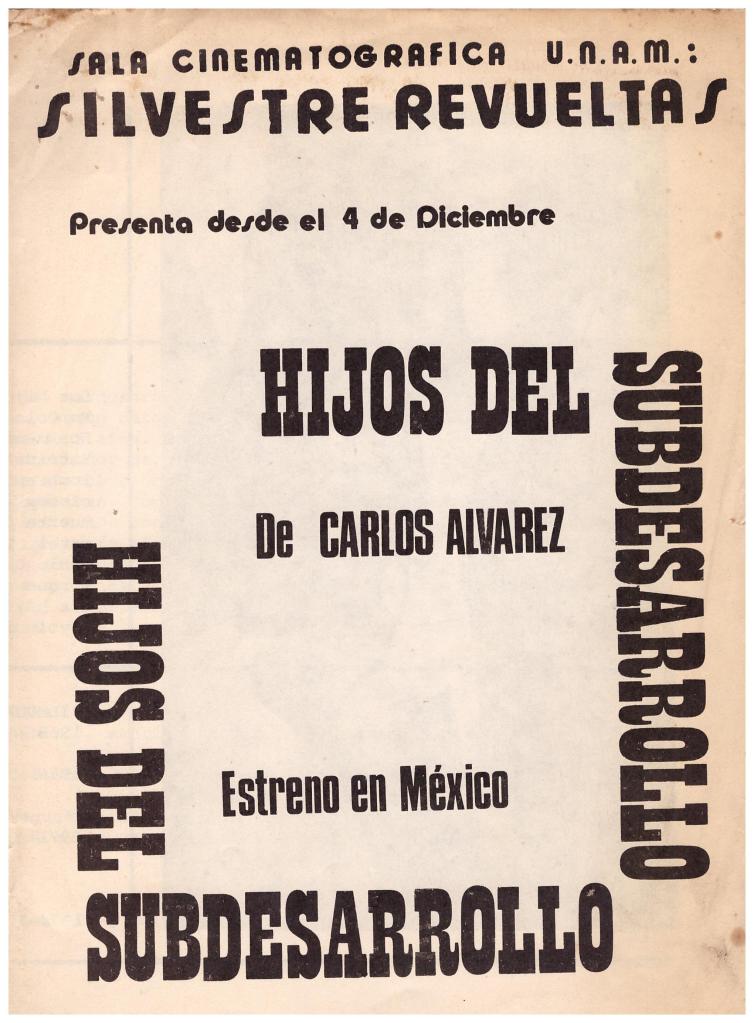 SALA CINEMATOGRAFICA U.N.A.M.:
SILVESTRE REVUELTAS
Presenta desde el 4 de Diciembre
HIJOS DEL
SUBDESARROLLO
De CARLOS ALVAREZ
HIJOS DEL
Estreno en México
SUBDESARROLLO